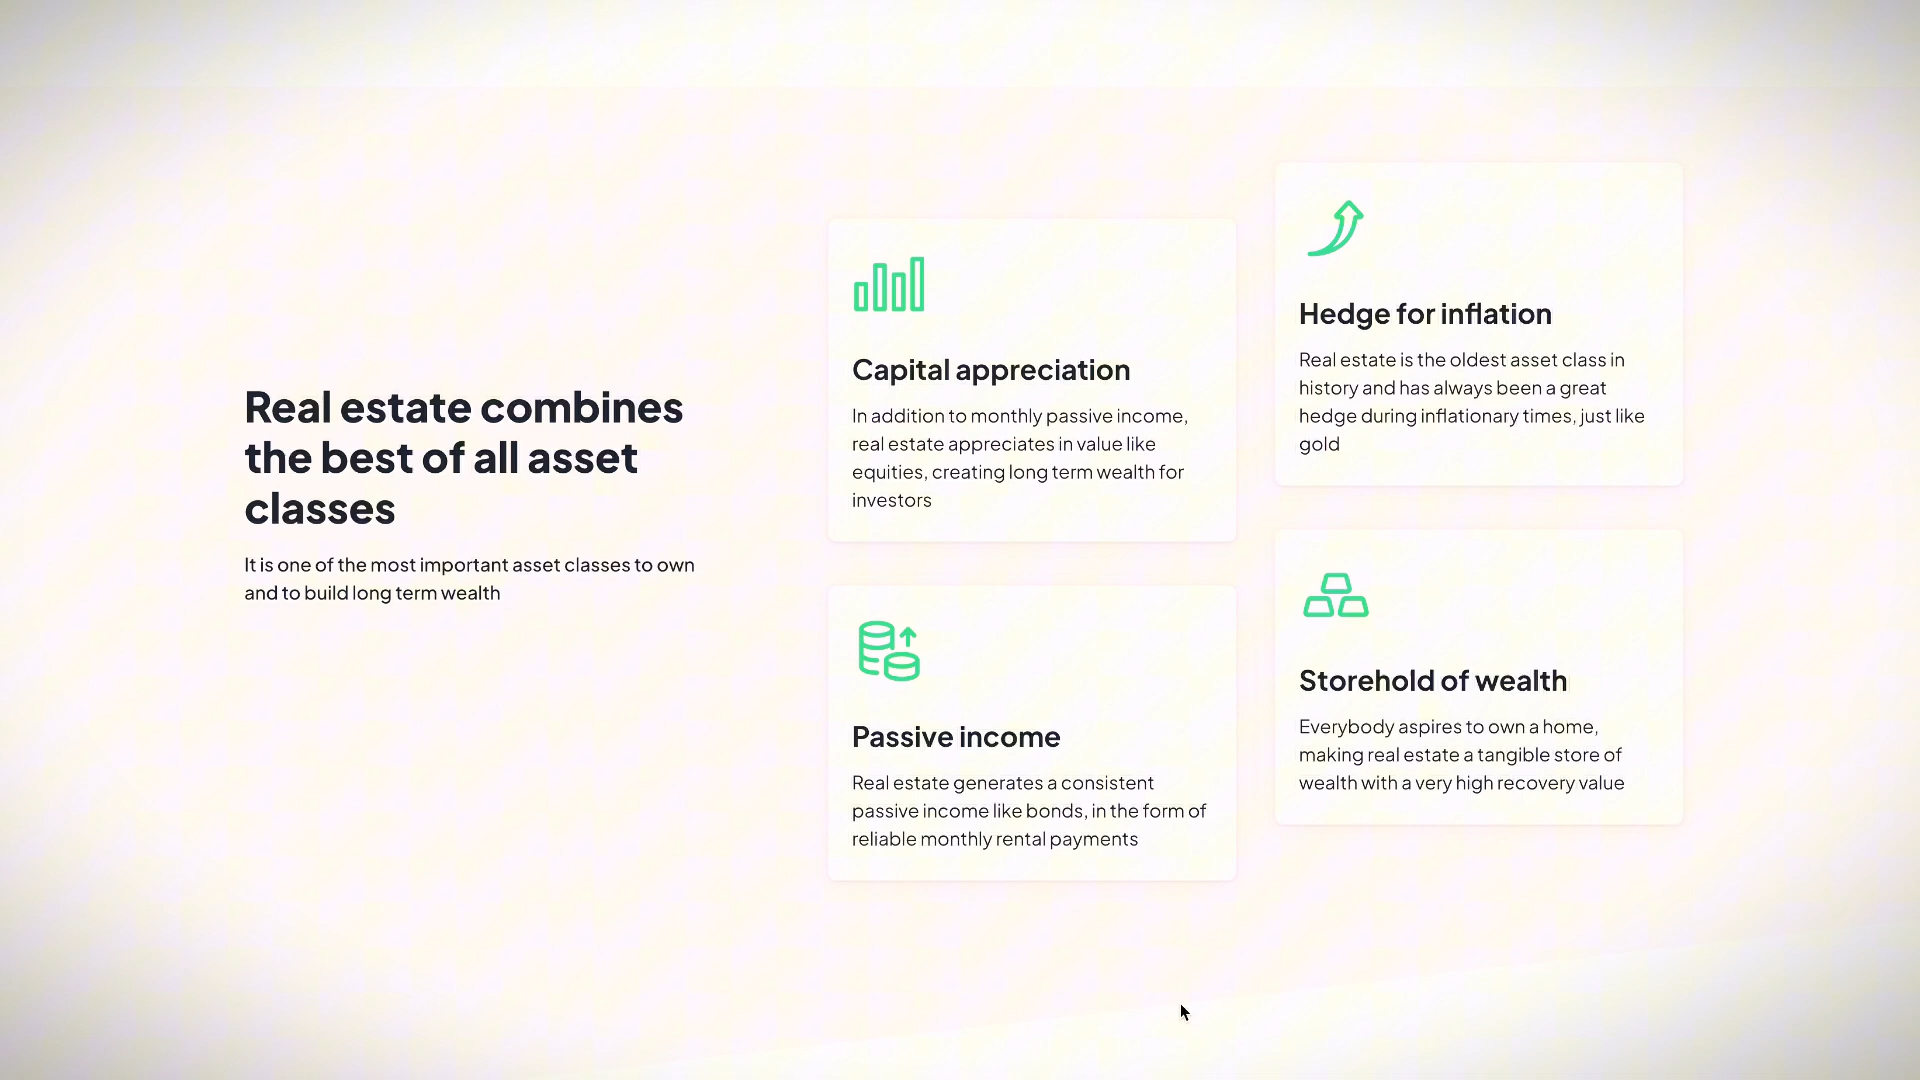 Real estate combines
the best of all asset
classes
It is one of the most important asset classes to own
and to build long term wealth
Capital appreciation
In addition to monthly passive income,
real estate appreciates in value like
equities, creating long term wealth for
investors
Passive income
Real estate generates a consistent
passive income like bonds, in the form of
reliable monthly rental payments
Hedge for inflation
Real estate is the oldest asset class in
history and has always been a great
hedge during inflationary times, just like
gold
Storehold of wealth
Everybody aspires to own a home,
making real estate a tangible store of
wealth with a very high recovery value